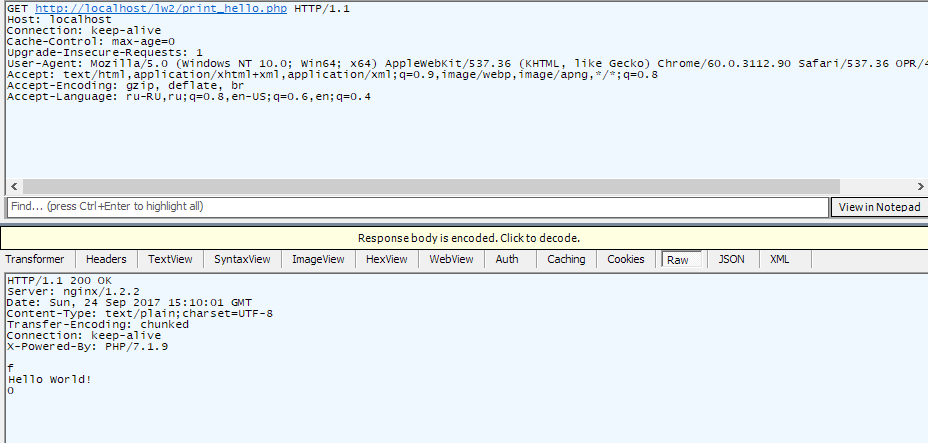 GET http://localhost/lw2/print_hello.php HTTP/1.1
Host: localhost
Connection: keep-alive
Cache-Control: max-age=0
Upgrade-Insecure-Requests: 1
User-Agent: Mozilla/5.0 (Windows NT 10.0; Win64; x64) AppleWebKit/537.36 (KHTML, like Gecko) Chrome/60.0.3112.90 Safari/537.36 OPR/4
Accept: text/html,application/xhtml+xml,application/xml;q=0.9,image/webp,image/apng,*/*;q=0.8
Accept-Encoding: gzip, deflate, br
Accept-Language: ru-RU,ru;q=0.8,en-US;q=0.6,en;q=0.4
Find... (press Ctrl+Enter to highlight all) View in Notepad
Response body is encoded. Click to decode.
Transformer Headers TextView SyntaxView ImageView HexView WebView Auth Caching Cookies Raw JSON XML
HTTP/1.1 200 OK
Server: nginx/1.2.2
Date: Sun, 24 Sep 2017 15:10:01 GMT
Content-Type: text/plain;charset=UTF-8
Transfer-Encoding: chunked
Connection: keep-alive
X-Powered-By: PHP/7.1.9
f
Hello World!
0